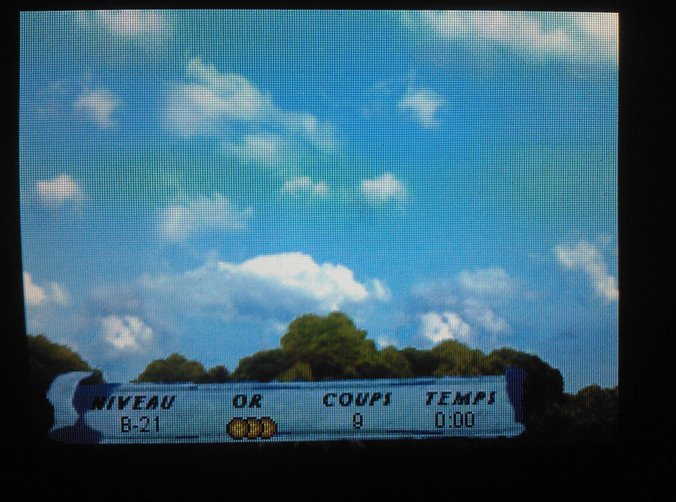 NIVEAU OR COUPS TEMPS
B-21 9 0:00